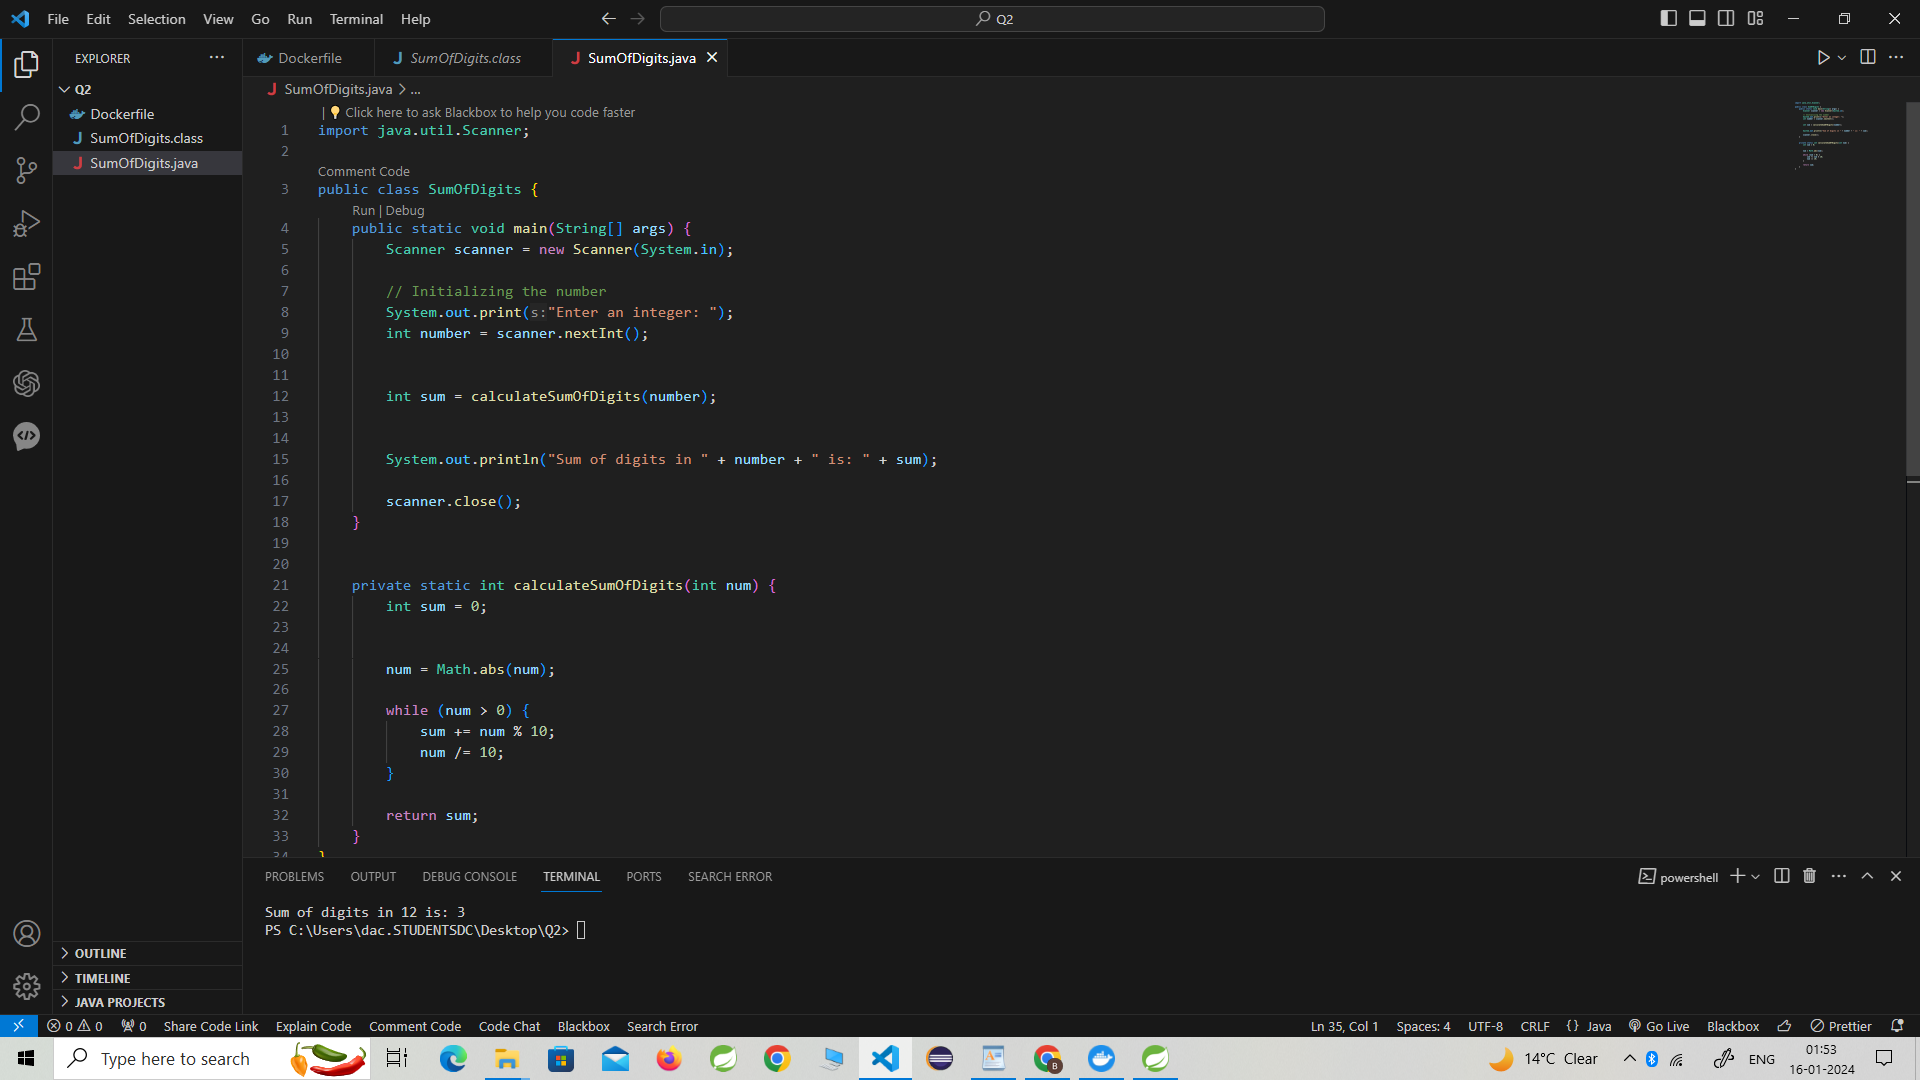 File Edit Selection View Go Run Terminal Help
Q2
EXPLORER
Dockerfile
SumOfDigits.class
SumOfDigits.java
Q2
Dockerfile
SumOfDigits.class
SumOfDigits.java
SumOfDigits.java > ...
| Click here to ask Blackbox to help you code faster
1 import java.util.Scanner;
2
Comment Code
3 public class SumOfDigits {
Run | Debug
4 public static void main(String[] args) {
5 Scanner scanner = new Scanner(System.in);
6
7 // Initializing the number
8 System.out.print(s:"Enter an integer: ");
9 int number = scanner.nextInt();
10
11
12 int sum = calculateSumOfDigits(number);
13
14
15 System.out.println("Sum of digits in " + number + " is: " + sum);
16
17 scanner.close();
18 }
19
20
21 private static int calculateSumOfDigits(int num) {
22 int sum = 0;
23
24
25 num = Math.abs(num);
26
27 while (num > 0) {
28 sum += num % 10;
29 num /= 10;
30 }
31
32 return sum;
33 }
34 }
PROBLEMS OUTPUT DEBUG CONSOLE TERMINAL PORTS SEARCH ERROR
powershell
Sum of digits in 12 is: 3
PS C:\Users\dac.STUDENTSDC\Desktop\Q2>
OUTLINE
TIMELINE
JAVA PROJECTS
0 0 0 Share Code Link Explain Code Comment Code Code Chat Blackbox Search Error
Ln 35, Col 1 Spaces: 4 UTF-8 CRLF {} Java Go Live Blackbox Prettier
Type here to search
14°C Clear
ENG
01:53
16-01-2024